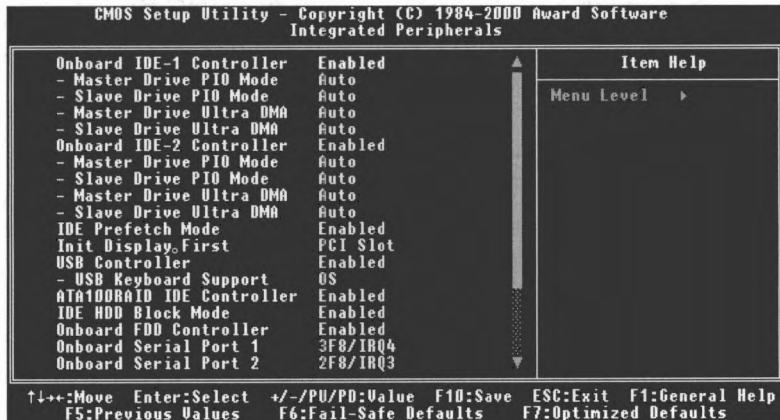 CMOS Setup Utility - Copyright (C) 1984-2000 Award Software
Integrated Peripherals
Onboard IDE-1 Controller Enabled
- Master Drive PIO Mode Auto
- Slave Drive PIO Mode Auto
- Master Drive Ultra DMA Auto
- Slave Drive Ultra DMA Auto
Onboard IDE-2 Controller Enabled
- Master Drive PIO Mode Auto
- Slave Drive PIO Mode Auto
- Master Drive Ultra DMA Auto
- Slave Drive Ultra DMA Auto
IDE Prefetch Mode Enabled
Init Display First PCI Slot
USB Controller Enabled
- USB Keyboard Support OS
ATA100RAID IDE Controller Enabled
IDE HDD Block Mode Enabled
Onboard FDD Controller Enabled
Onboard Serial Port 1 3F8/IRQ4
Onboard Serial Port 2 2F8/IRQ3
Item Help
Menu Level ▸
↑↓→←:Move Enter:Select +/-/PU/PD:Value F10:Save ESC:Exit F1:General Help
F5:Previous Values F6:Fail-Safe Defaults F7:Optimized Defaults